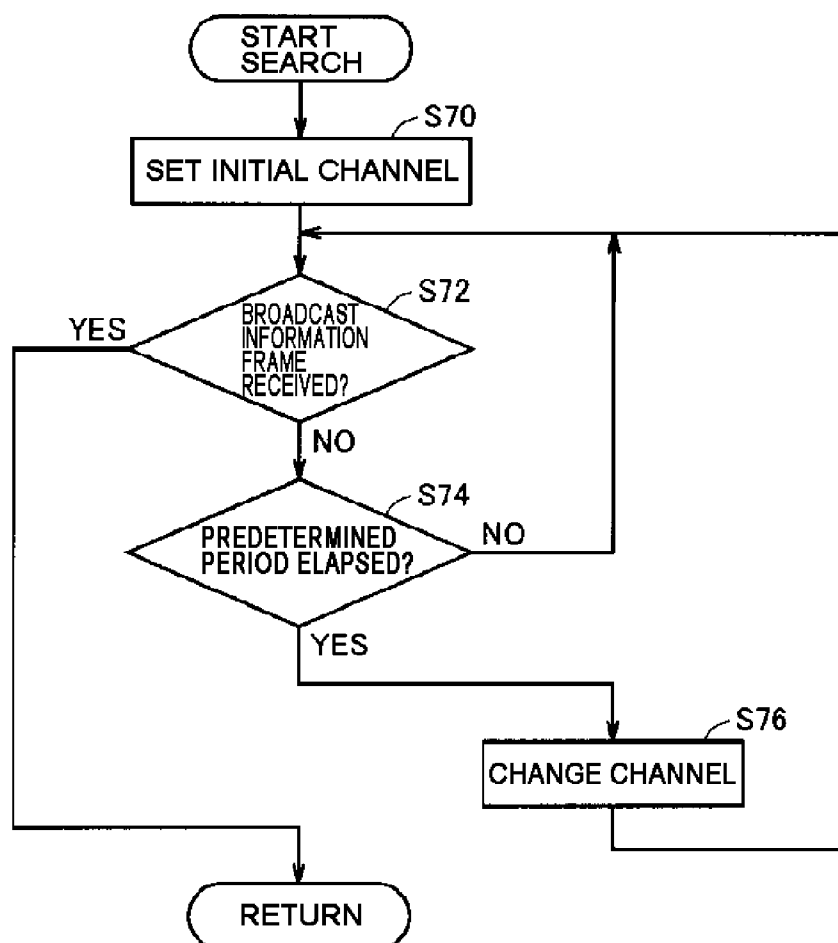 START
SEARCH
S70
SET INITIAL CHANNEL
S72
YES
BROADCAST
INFORMATION
FRAME
RECEIVED?
NO
S74
PREDETERMINED
PERIOD ELAPSED?
NO
YES
S76
CHANGE CHANNEL
RETURN